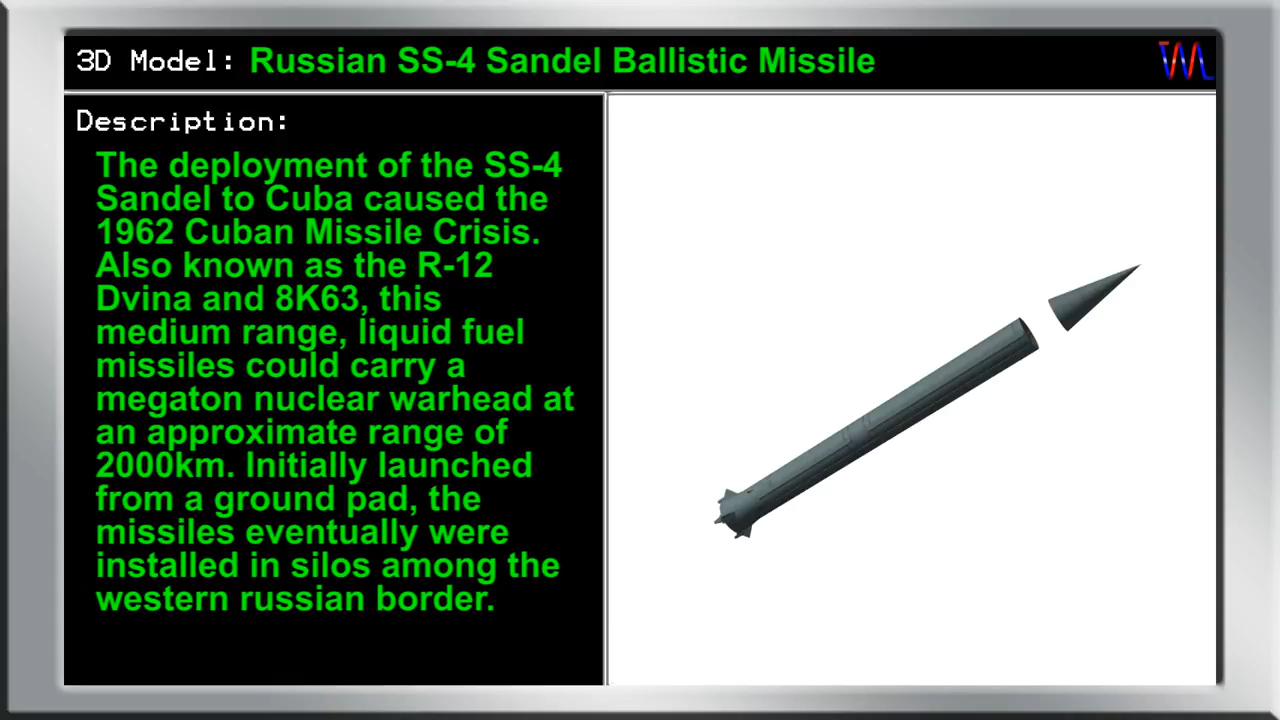 3D Model: Russian SS-4 Sandel Ballistic Missile
Description:
The deployment of the SS-4
Sandel to Cuba caused the
1962 Cuban Missile Crisis.
Also known as the R-12
Dvina and 8K63, this
medium range, liquid fuel
missiles could carry a
megaton nuclear warhead at
an approximate range of
2000km. Initially launched
from a ground pad, the
missiles eventually were
installed in silos among the
western russian border.